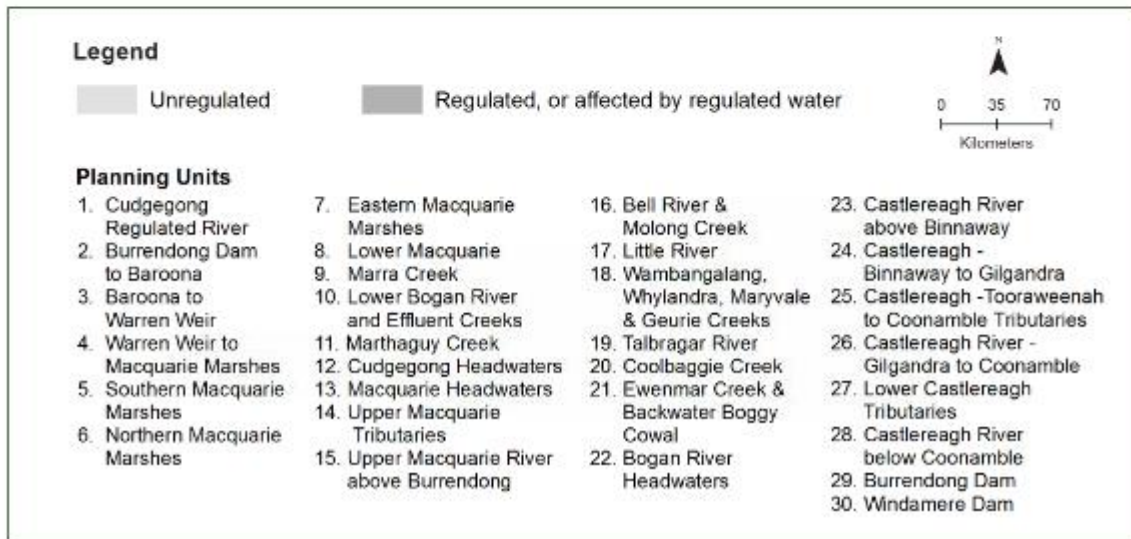 Legend
Unregulated
Regulated, or affected by regulated water
N
0 35 70
Kilometers
Planning Units
1. Cudgegong
Regulated River
2. Burrendong Dam
to Baroona
3. Baroona to
Warren Weir
4. Warren Weir to
Macquarie Marshes
5. Southern Macquarie
Marshes
6. Northern Macquarie
Marshes
7. Eastern Macquarie
Marshes
8. Lower Macquarie
9. Marra Creek
10. Lower Bogan River
and Effluent Creeks
11. Marthaguy Creek
12. Cudgegong Headwaters
13. Macquarie Headwaters
14. Upper Macquarie
Tributaries
15. Upper Macquarie River
above Burrendong
16. Bell River &
Molong Creek
17. Little River
18. Wambangalang,
Whylandra, Maryvale
& Geurie Creeks
19. Talbragar River
20. Coolbaggie Creek
21. Ewenmar Creek &
Backwater Boggy
Cowal
22. Bogan River
Headwaters
23. Castlereagh River
above Binnaway
24. Castlereagh -
Binnaway to Gilgandra
25. Castlereagh -Tooraweenah
to Coonamble Tributaries
26. Castlereagh River -
Gilgandra to Coonamble
27. Lower Castlereagh
Tributaries
28. Castlereagh River
below Coonamble
29. Burrendong Dam
30. Windamere Dam